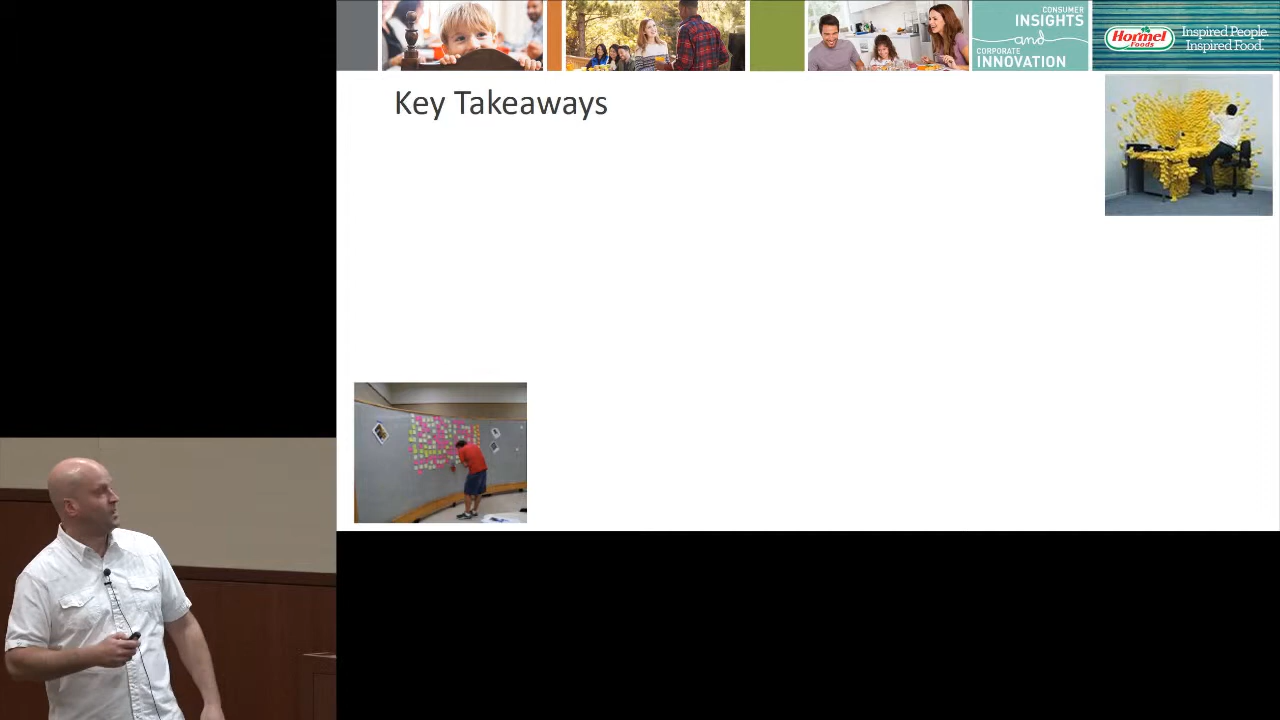 CONSUMER
INSIGHTS
and
CORPORATE
INNOVATION
Hormel
Foods
Inspired People.
Inspired Food.
Key Takeaways